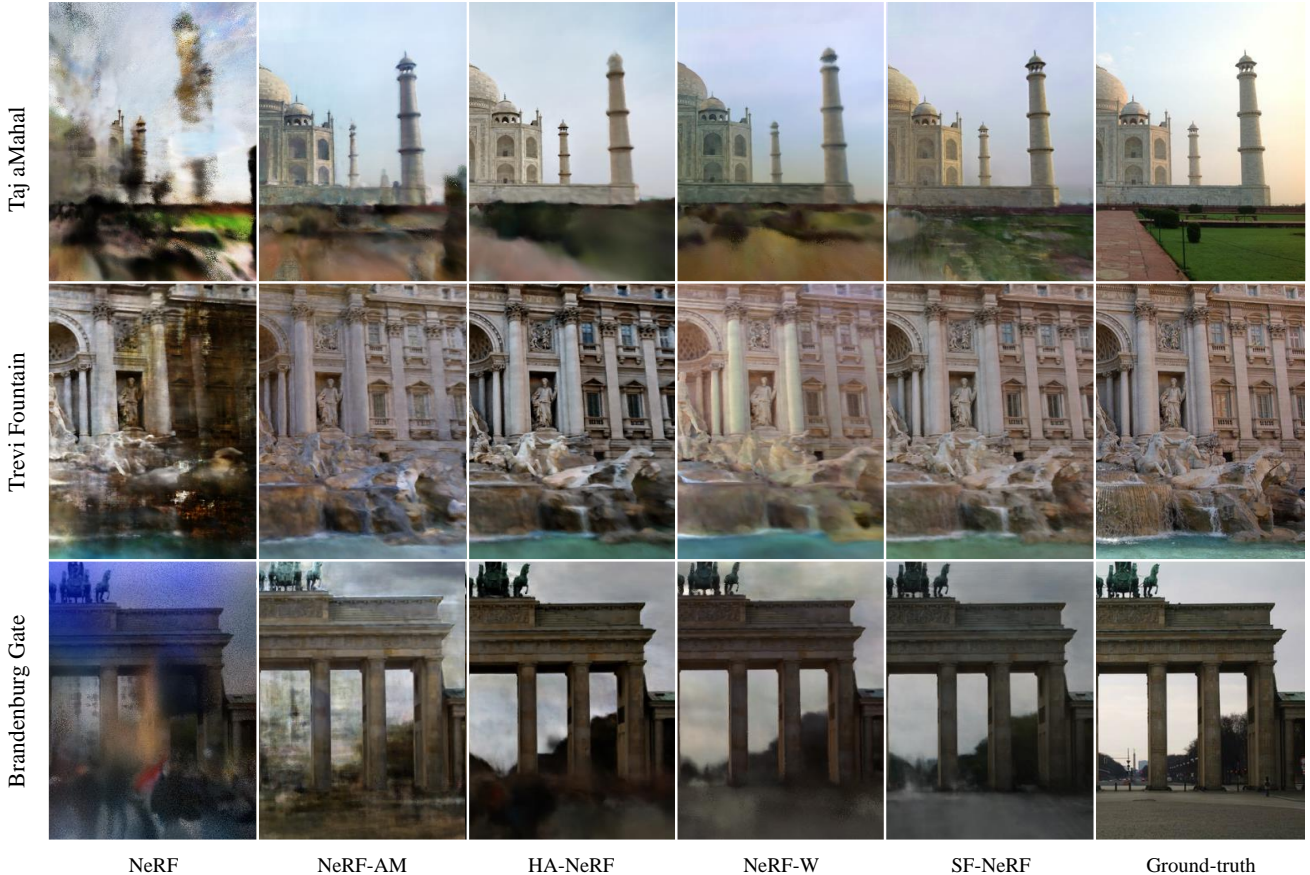 Taj aMahal
Trevi Fountain
Brandenburg Gate
NeRF NeRF-AM HA-NeRF NeRF-W SF-NeRF Ground-truth